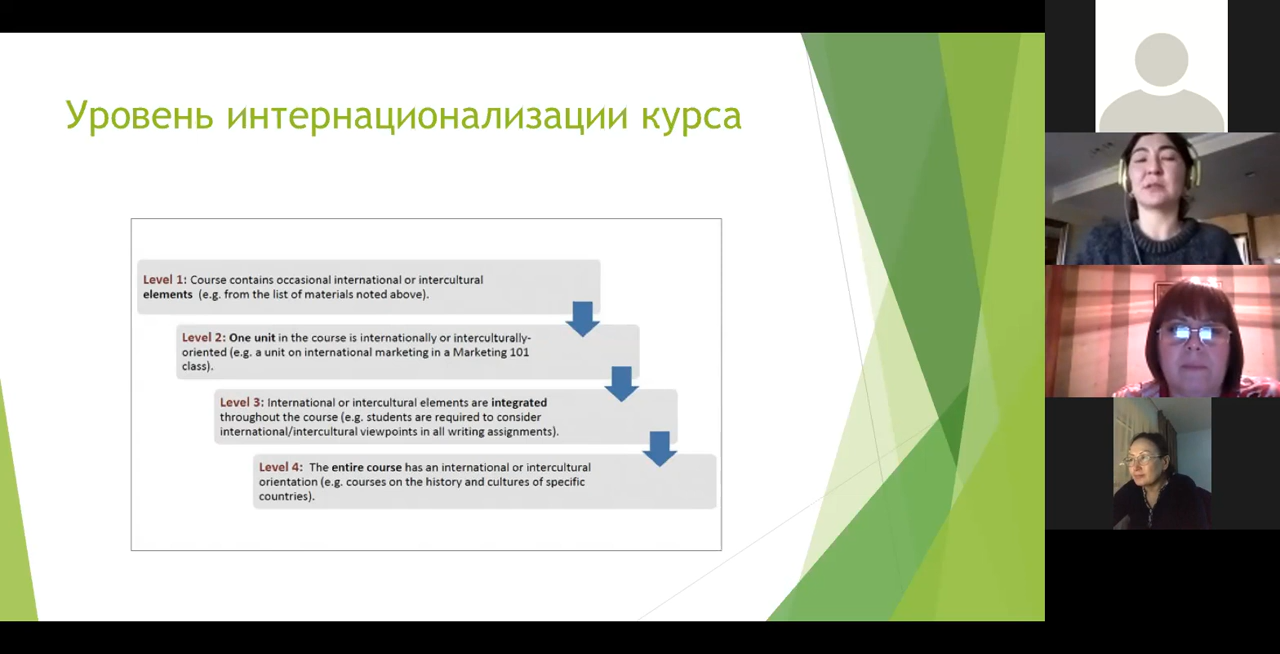 Уровень интернационализации курса
Level 1: Course contains occasional international or intercultural
elements (e.g. from the list of materials noted above).
Level 2: One unit in the course is internationally or interculturally-
oriented (e.g. a unit on international marketing in a Marketing 101
class).
Level 3: International or intercultural elements are integrated
throughout the course (e.g. students are required to consider
international/intercultural viewpoints in all writing assignments).
Level 4: The entire course has an international or intercultural
orientation (e.g. courses on the history and cultures of specific
countries).